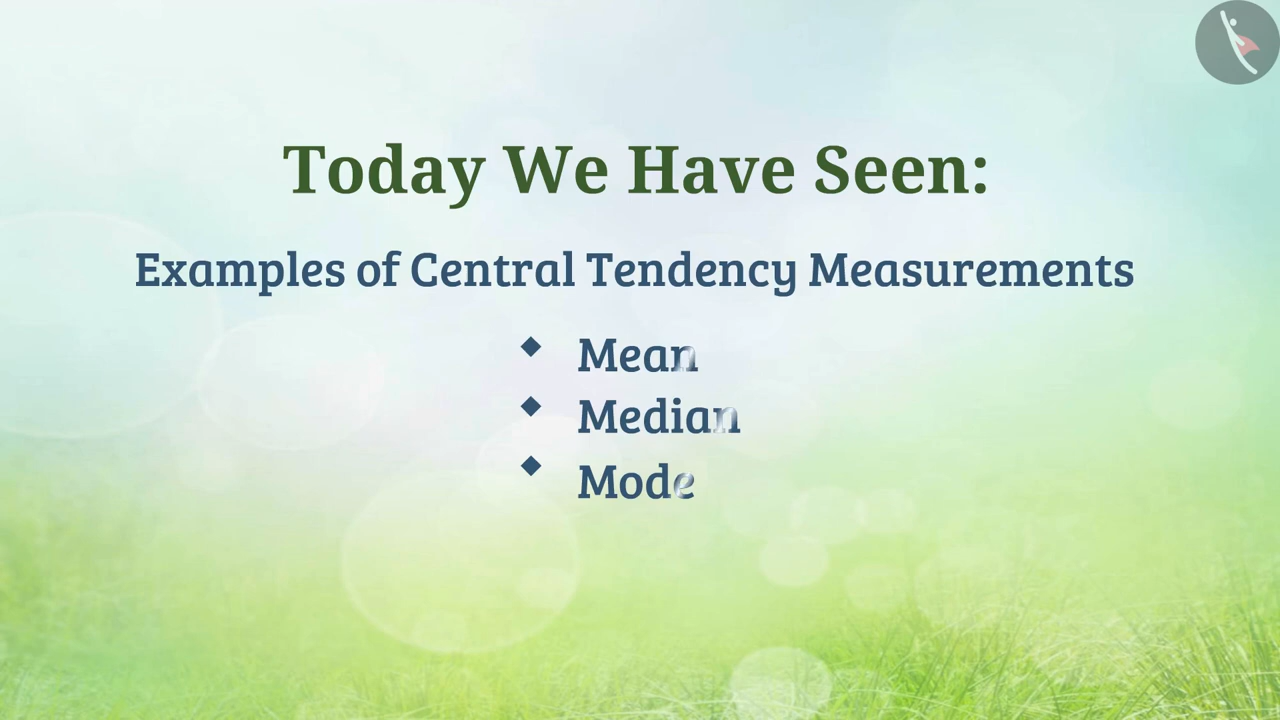 Today We Have Seen:
Examples of Central Tendency Measurements
Mean
Median
Mode